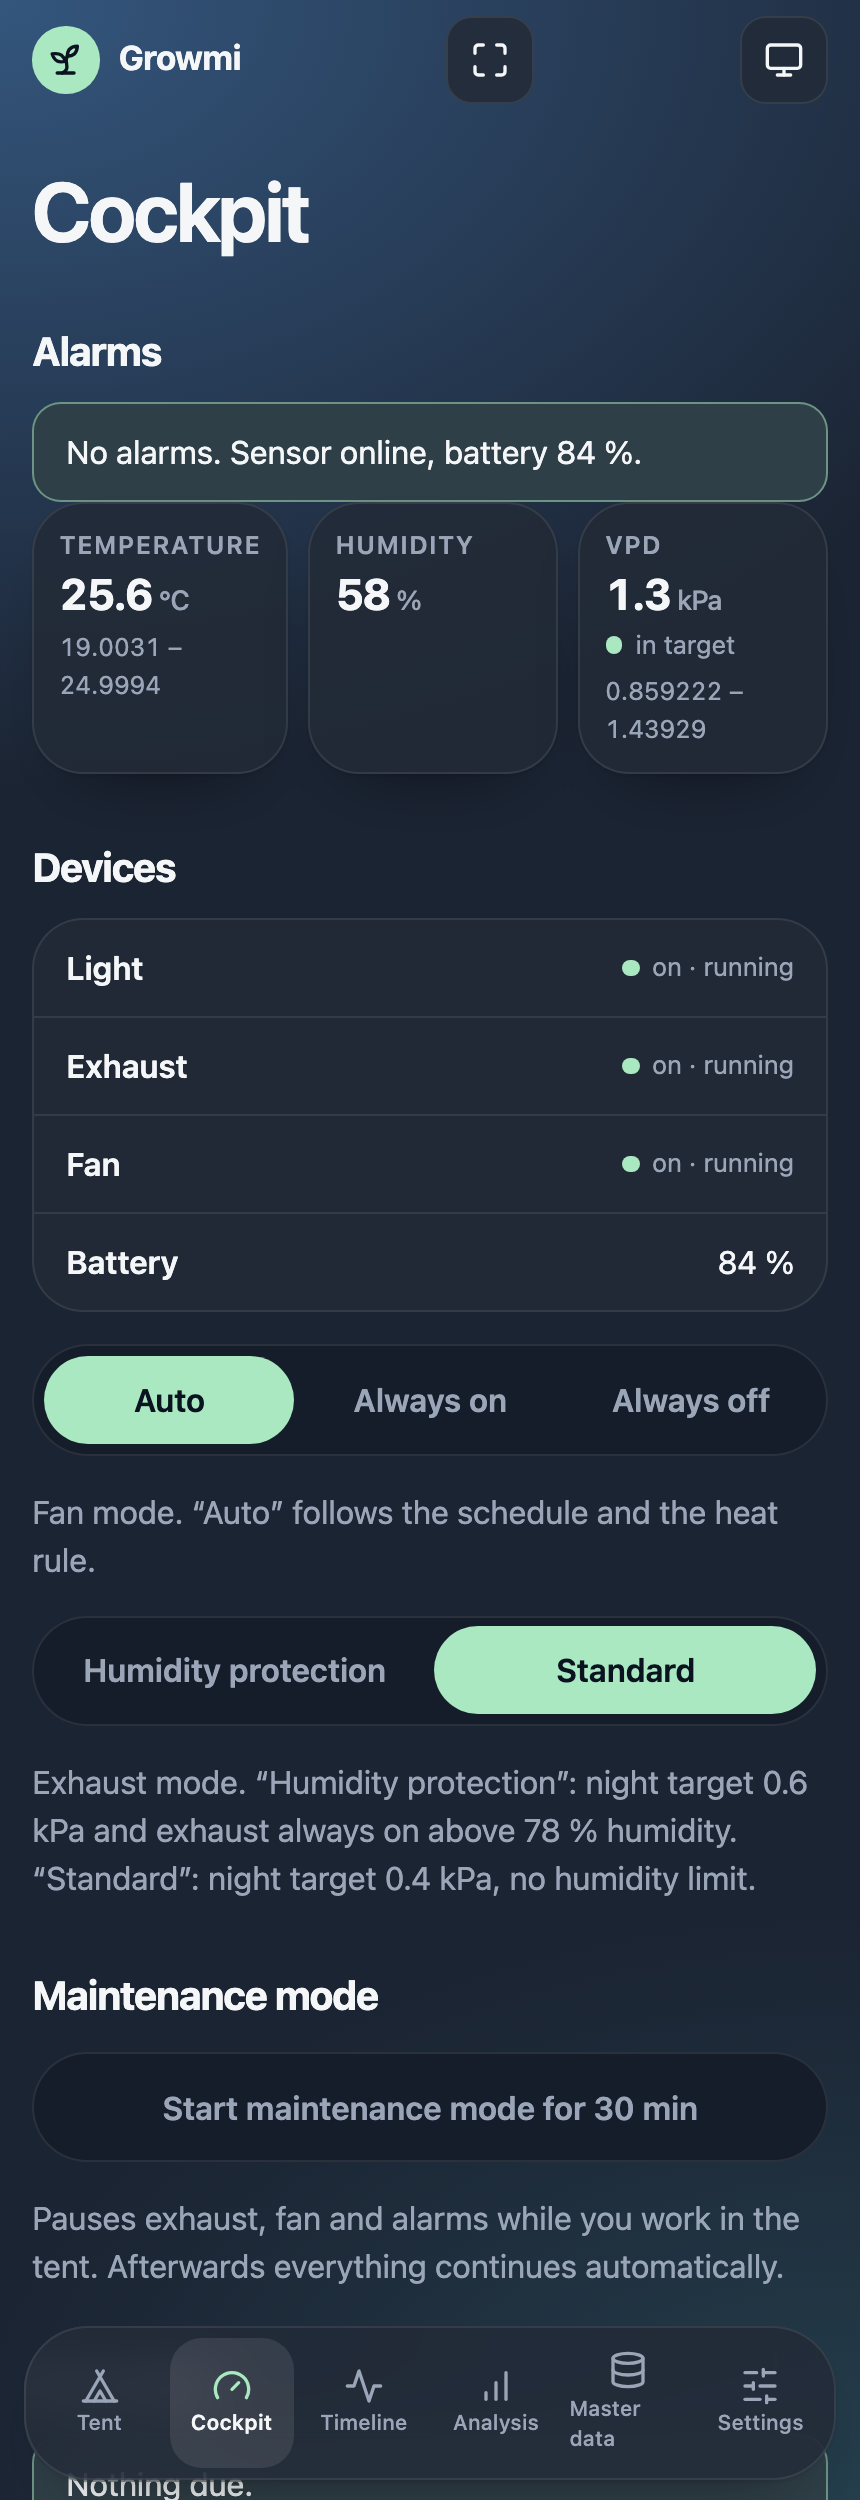 Growmi
Cockpit
Alarms
No alarms. Sensor online, battery 84 %.
TEMPERATURE
25.6 °C
19.0031 –
24.9994
HUMIDITY
58 %
VPD
1.3 kPa
in target
0.859222 –
1.43929
Devices
Light
on · running
Exhaust
on · running
Fan
on · running
Battery
84 %
Auto
Always on
Always off
Fan mode. “Auto” follows the schedule and the heat
rule.
Humidity protection
Standard
Exhaust mode. “Humidity protection”: night target 0.6
kPa and exhaust always on above 78 % humidity.
“Standard”: night target 0.4 kPa, no humidity limit.
Maintenance mode
Start maintenance mode for 30 min
Pauses exhaust, fan and alarms while you work in the
tent. Afterwards everything continues automatically.
Tent
Cockpit
Timeline
Analysis
Master
data
Settings
Nothing due.